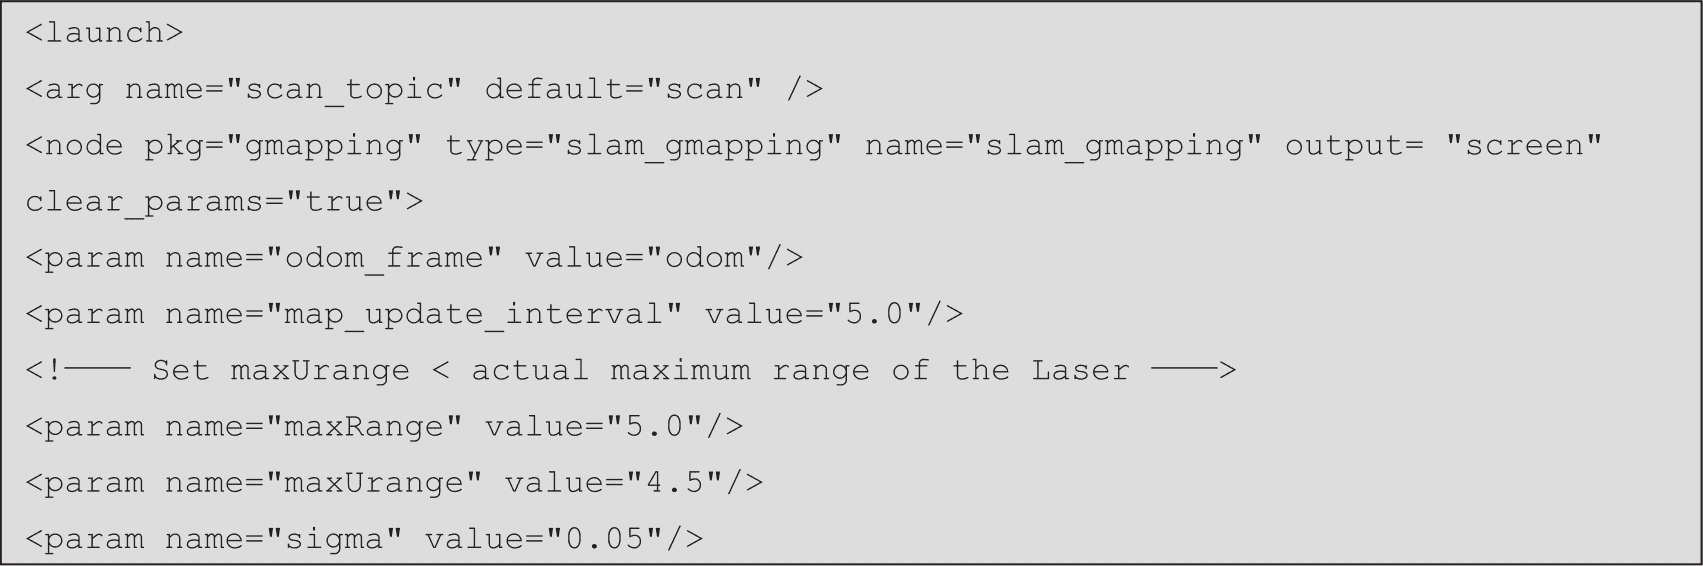 <launch>
<arg name="scan_topic" default="scan" />
<node pkg="gmapping" type="slam_gmapping" name="slam_gmapping" output= "screen"
clear_params="true">
<param name="odom_frame" value="odom"/>
<param name="map_update_interval" value="5.0"/>
<!—— Set maxUrange < actual maximum range of the Laser ——>
<param name="maxRange" value="5.0"/>
<param name="maxUrange" value="4.5"/>
<param name="sigma" value="0.05"/>